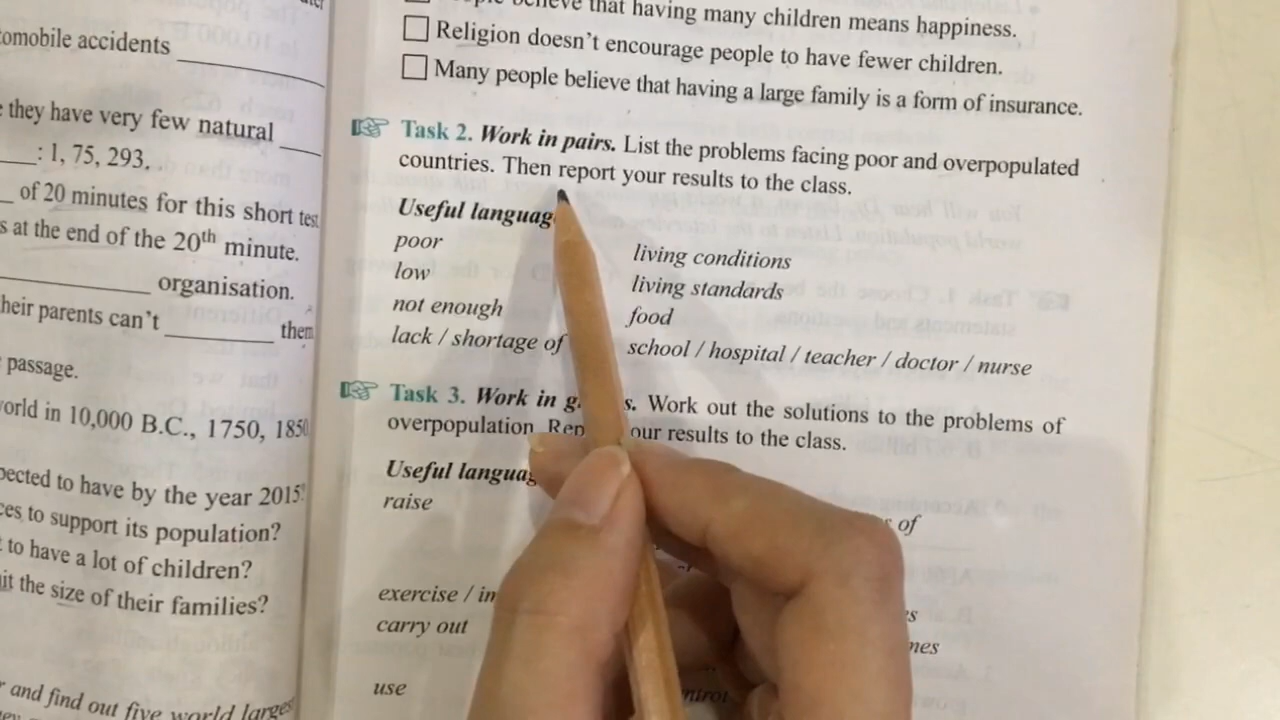 omobile accidents
they have very few natural
: 1, 75, 293.
of 20 minutes for this short test
at the end of the 20th minute.
organisation.
heir parents can't them
passage.
orld in 10,000 B.C., 1750, 1850
pected to have by the year 2015?
ces to support its population?
to have a lot of children?
it the size of their families?
and find out five world largest
believe that having many children means happiness.
Religion doesn't encourage people to have fewer children.
Many people believe that having a large family is a form of insurance.
Task 2. Work in pairs. List the problems facing poor and overpopulated
countries. Then report your results to the class.
Useful languag
poor living conditions
low living standards
not enough food
lack / shortage of school / hospital / teacher / doctor / nurse
Task 3. Work in g s. Work out the solutions to the problems of
overpopulation. Rep our results to the class.
Useful languag
raise
of
exercise / im
carry out
use